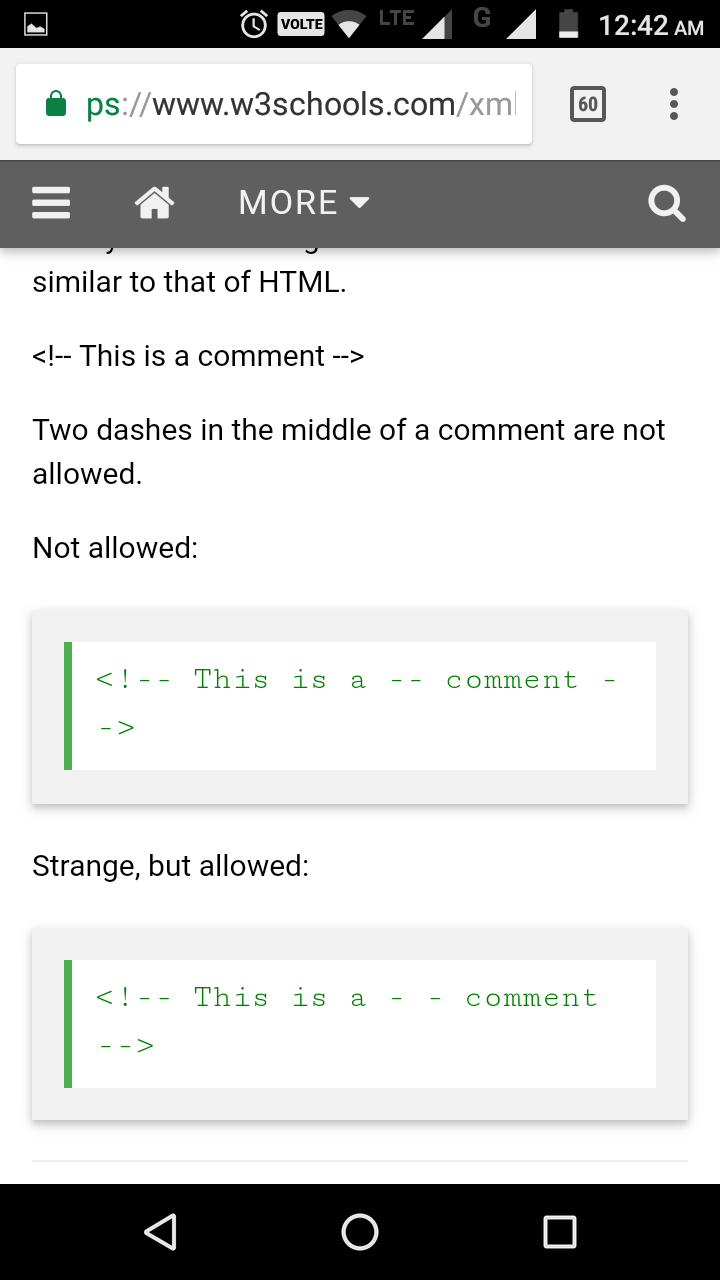 VOLTE LTE G 12:42 AM
ps://www.w3schools.com/xml 60
MORE
similar to that of HTML.
<!-- This is a comment -->
Two dashes in the middle of a comment are not
allowed.
Not allowed:
<!-- This is a -- comment -
->
Strange, but allowed:
<!-- This is a - - comment
-->